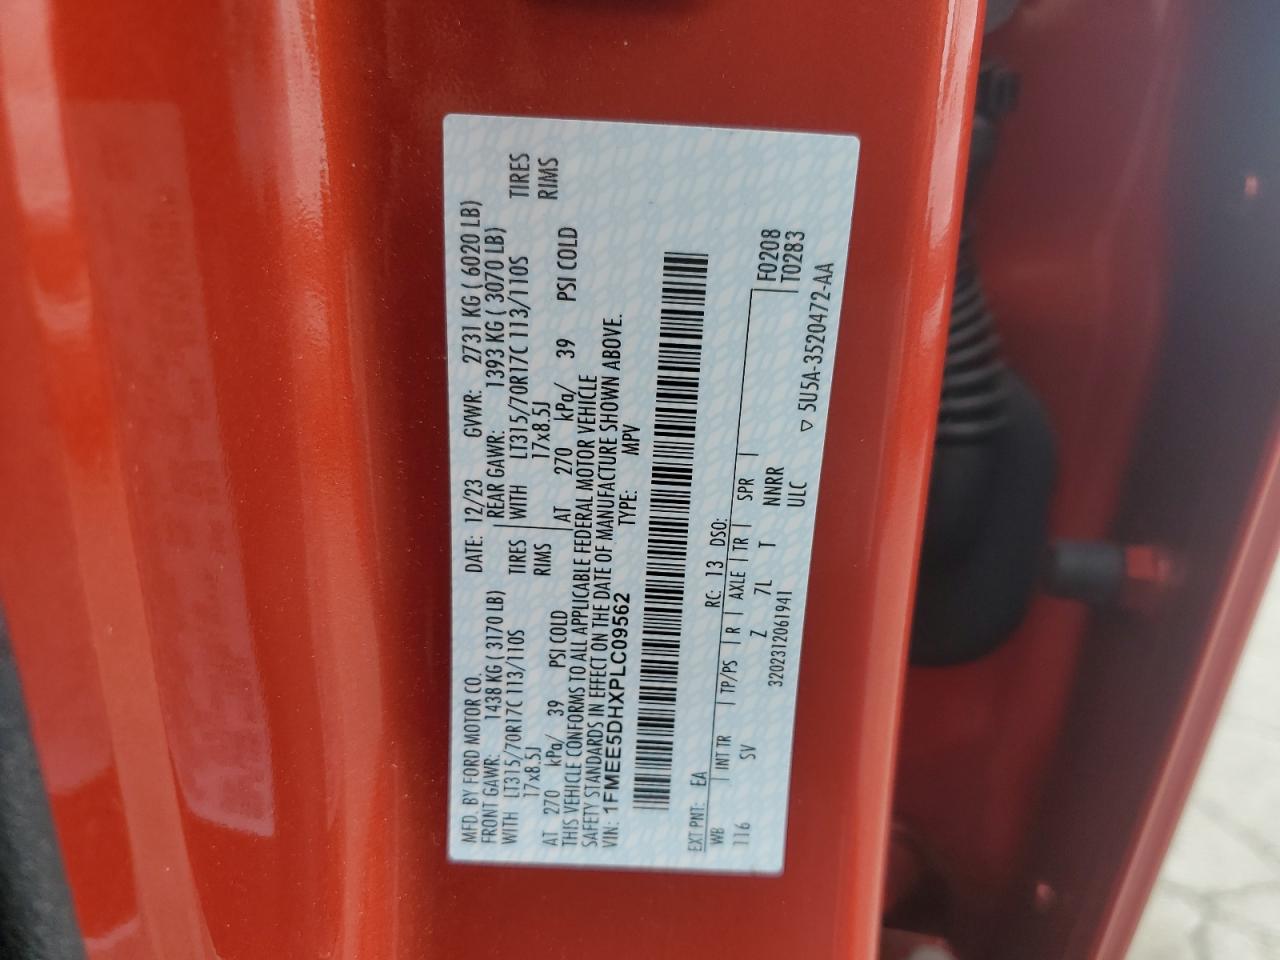 MFD. BY FORD MOTOR CO. DATE: 12/23 GVWR: 2731 KG ( 6020 LB)
FRONT GAWR: 1438 KG ( 3170 LB) REAR GAWR: 1393 KG ( 3070 LB)
WITH LT315/70R17C 113/110S TIRES WITH LT315/70R17C 113/110S TIRES
17x8.5J RIMS 17x8.5J RIMS
AT 270 kPa/ 39 PSI COLD AT 270 kPa/ 39 PSI COLD
THIS VEHICLE CONFORMS TO ALL APPLICABLE FEDERAL MOTOR VEHICLE
SAFETY STANDARDS IN EFFECT ON THE DATE OF MANUFACTURE SHOWN ABOVE.
VIN: 1FMEE5DHXPLC09562 TYPE: MPV
EXT PNT: EA RC: 13 DSO:
WB INT TR TP/PS R AXLE TR SPR F0208
116 SV Z 7L T NNRR T0283
3202312061941 ULC
▽ 5U5A-3520472-AA